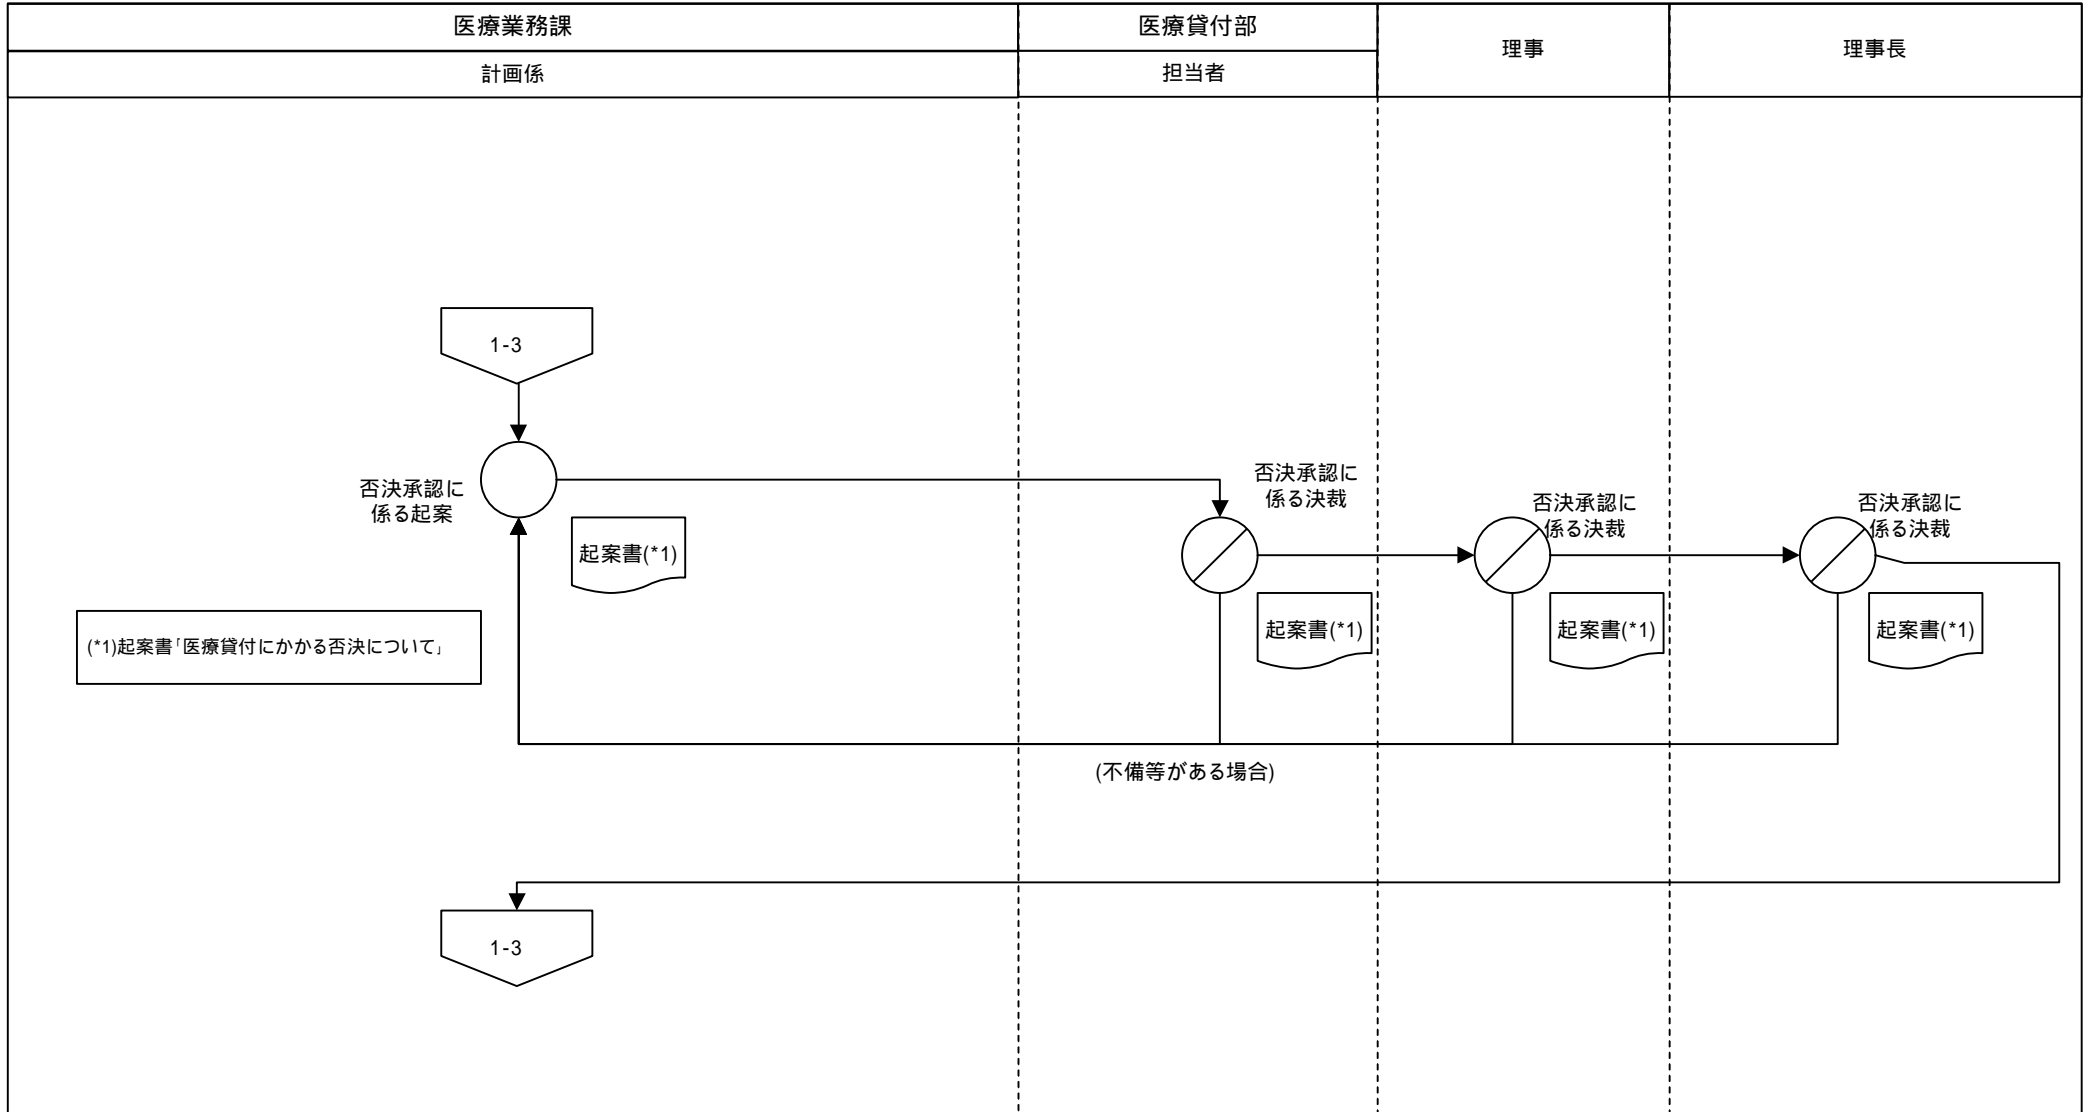 医療業務課
医療貸付部
理事
理事長
計画係
担当者
1-3
否決承認に
係る起案
起案書(*1)
否決承認に
係る決裁
起案書(*1)
否決承認に
係る決裁
起案書(*1)
否決承認に
係る決裁
起案書(*1)
(*1)起案書「医療貸付にかかる否決について」
(不備等がある場合)
1-3